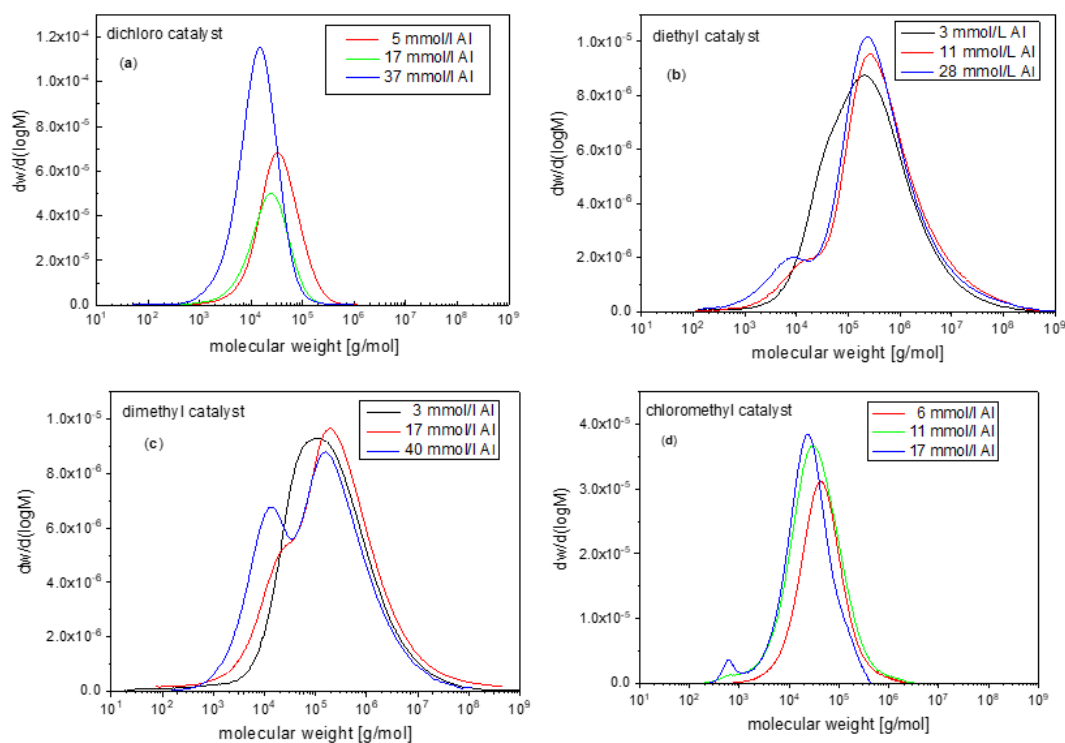 dichloro catalyst
(a)
5 mmol/l Al
17 mmol/l Al
37 mmol/l Al
dw/d(logM)
1.2x10⁻⁴
1.0x10⁻⁴
8.0x10⁻⁵
6.0x10⁻⁵
4.0x10⁻⁵
2.0x10⁻⁵
0.0
10¹ 10² 10³ 10⁴ 10⁵ 10⁶ 10⁷ 10⁸ 10⁹
molecular weight [g/mol]
diethyl catalyst
(b)
3 mmol/L Al
11 mmol/L Al
28 mmol/L Al
dw/d(logM)
1.0x10⁻⁵
8.0x10⁻⁶
6.0x10⁻⁶
4.0x10⁻⁶
2.0x10⁻⁶
0.0
10¹ 10² 10³ 10⁴ 10⁵ 10⁶ 10⁷ 10⁸ 10⁹
molecular weight [g/mol]
dimethyl catalyst
(c)
3 mmol/l Al
17 mmol/l Al
40 mmol/l Al
dw/d(logM)
1.0x10⁻⁵
8.0x10⁻⁶
6.0x10⁻⁶
4.0x10⁻⁶
2.0x10⁻⁶
0.0
10¹ 10² 10³ 10⁴ 10⁵ 10⁶ 10⁷ 10⁸ 10⁹
molecular weight [g/mol]
chloromethyl catalyst
(d)
6 mmol/l Al
11 mmol/l Al
17 mmol/l Al
dw/d(logM)
4.0x10⁻⁵
3.0x10⁻⁵
2.0x10⁻⁵
1.0x10⁻⁵
0.0
10¹ 10² 10³ 10⁴ 10⁵ 10⁶ 10⁷ 10⁸ 10⁹
molecular weight [g/mol]